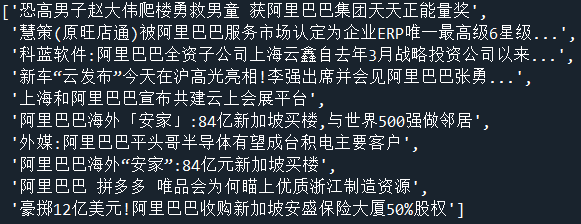 ['恐高男子赵大伟爬楼勇救男童 获阿里巴巴集团天天正能量奖',
'慧策(原旺店通)被阿里巴巴服务市场认定为企业ERP唯一最高级6星级...',
'科蓝软件:阿里巴巴全资子公司上海云鑫自去年3月战略投资公司以来...',
'新车“云发布”今天在沪高光亮相!李强出席并会见阿里巴巴张勇...',
'上海和阿里巴巴宣布共建云上会展平台',
'阿里巴巴海外「安家」:84亿新加坡买楼,与世界500强做邻居',
'外媒:阿里巴巴平头哥半导体有望成台积电主要客户',
'阿里巴巴海外“安家”:84亿元新加坡买楼',
'阿里巴巴 拼多多 唯品会为何瞄上优质浙江制造资源',
'豪掷12亿美元!阿里巴巴收购新加坡安盛保险大厦50%股权']